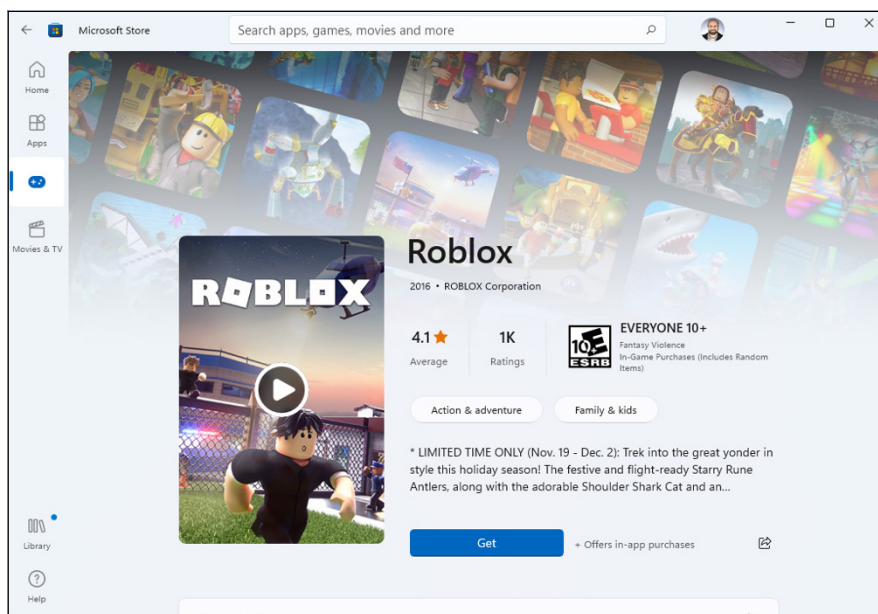 Microsoft Store
Search apps, games, movies and more
Home
Apps
Movies & TV
Library
Help
ROBLOX
Roblox
2016 • ROBLOX Corporation
4.1
Average
1K
Ratings
10+
ESRB
EVERYONE 10+
Fantasy Violence
In-Game Purchases (Includes Random
Items)
Action & adventure
Family & kids
* LIMITED TIME ONLY (Nov. 19 - Dec. 2): Trek into the great yonder in
style this holiday season! The festive and flight-ready Starry Rune
Antlers, along with the adorable Shoulder Shark Cat and an...
Get
+ Offers in-app purchases